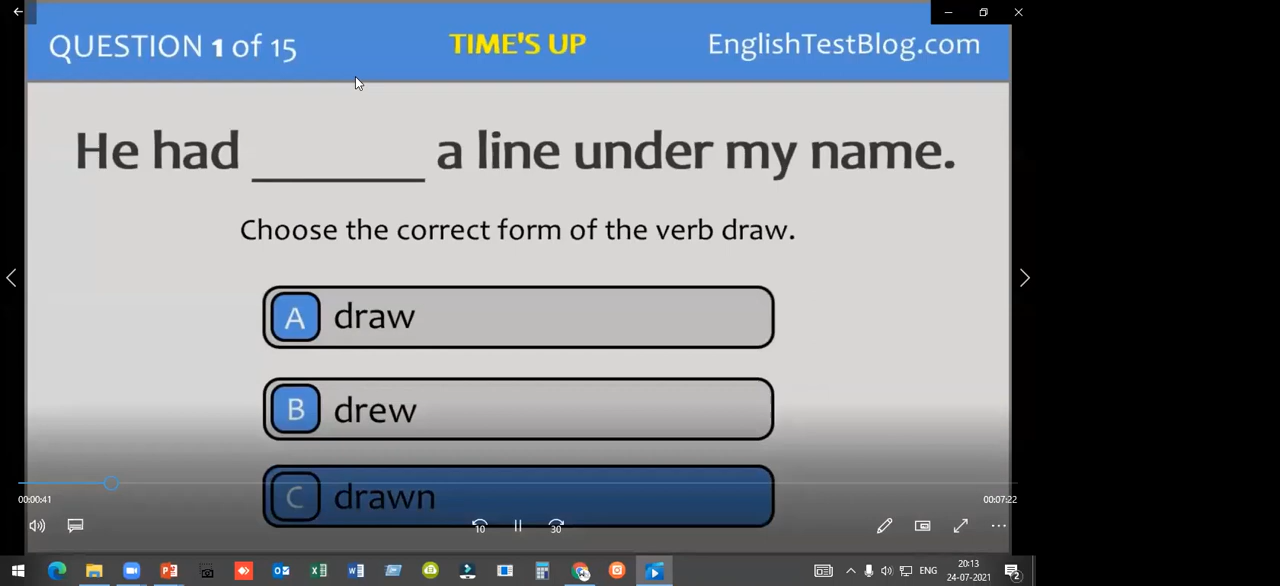 QUESTION 1 of 15 TIME'S UP EnglishTestBlog.com
He had _______ a line under my name.
Choose the correct form of the verb draw.
A draw
B drew
C drawn
00:00:41 00:07:22
10 30
ENG 20:13
24-07-2021 2